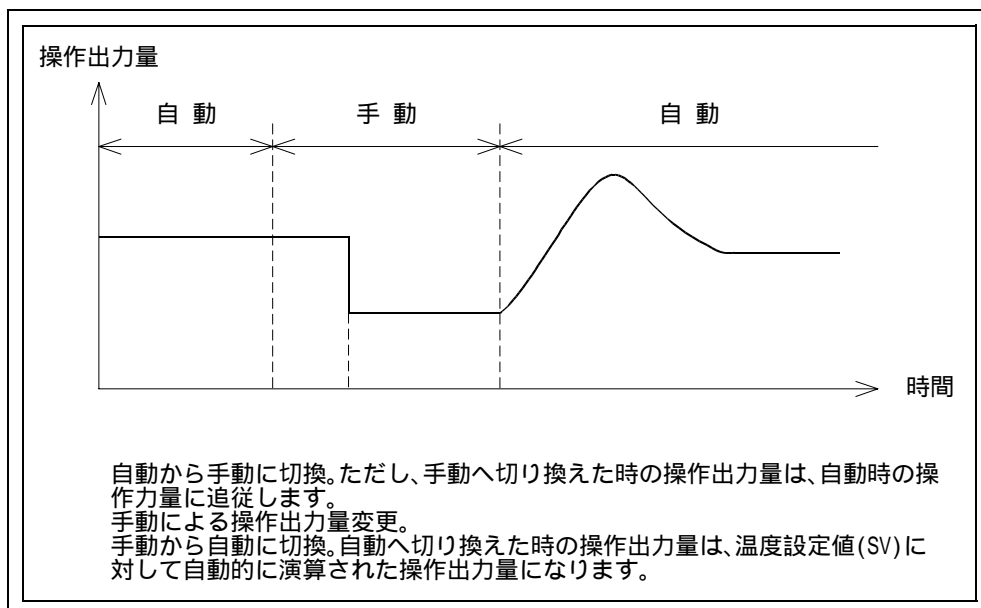 操作出力量
自 動
手 動
自 動
時間
自動から手動に切換。ただし、手動へ切り換えた時の操作出力量は、自動時の操
作力量に追従します。
手動による操作出力量変更。
手動から自動に切換。自動へ切り換えた時の操作出力量は、温度設定値(SV)に
対して自動的に演算された操作出力量になります。